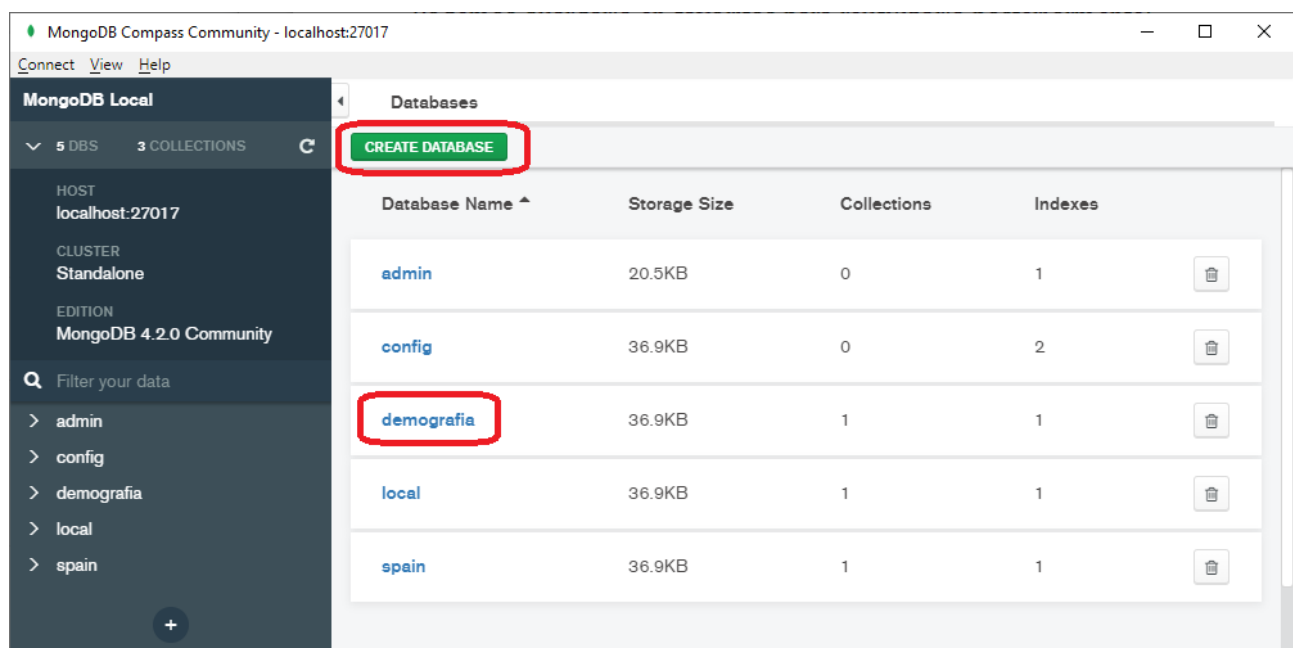 MongoDB Compass Community - localhost:27017
Connect View Help
MongoDB Local
Databases
5 DBS 3 COLLECTIONS
CREATE DATABASE
HOST
localhost:27017
CLUSTER
Standalone
EDITION
MongoDB 4.2.0 Community
Filter your data
admin
config
demografia
local
spain
+
Database Name Storage Size Collections Indexes
admin 20.5KB 0 1
config 36.9KB 0 2
demografia 36.9KB 1 1
local 36.9KB 1 1
spain 36.9KB 1 1